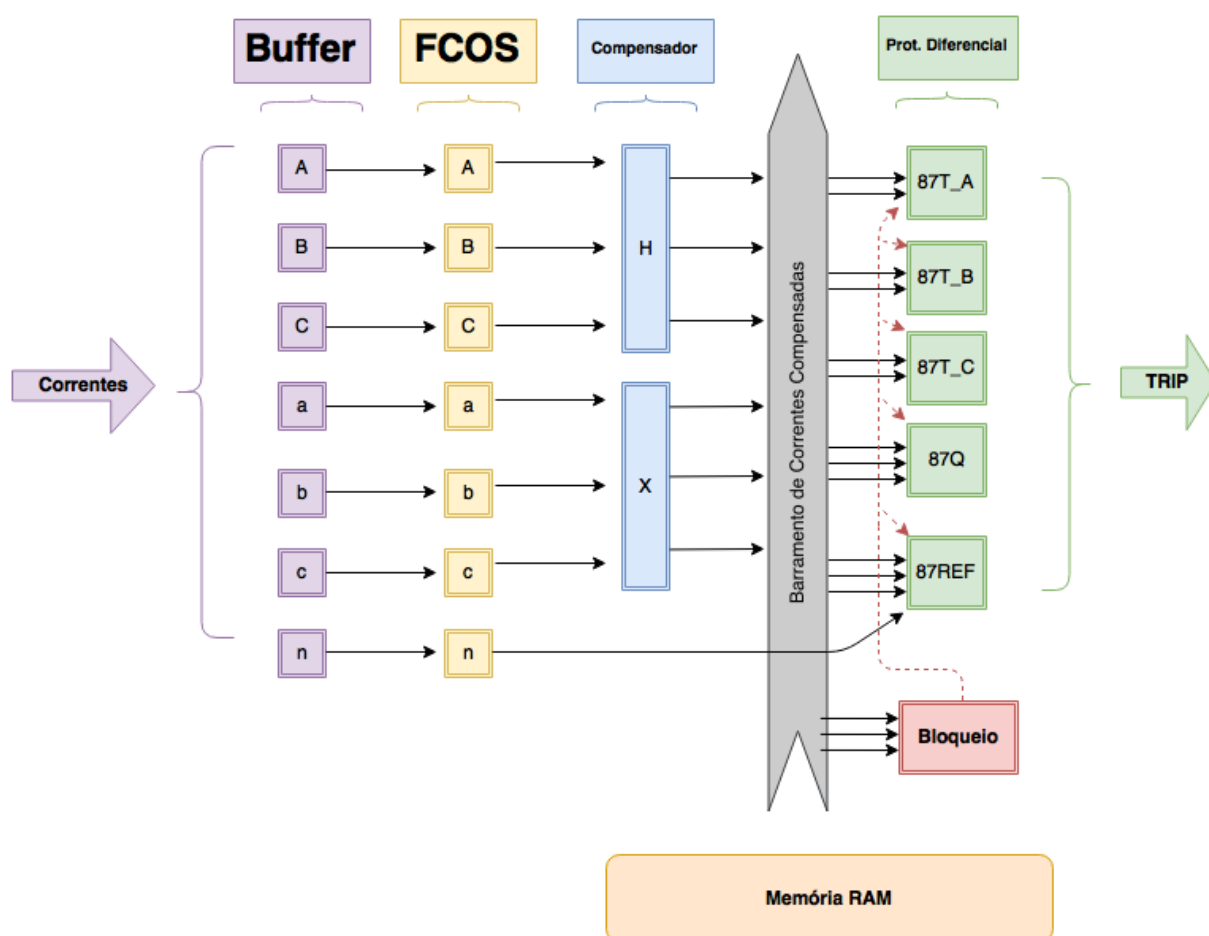 Buffer
FCOS
Compensador
Prot. Diferencial
Correntes
A
A
B
B
C
C
a
a
b
b
c
c
n
n
H
X
Barramento de Correntes Compensadas
87T_A
87T_B
87T_C
87Q
87REF
Bloqueio
TRIP
Memória RAM